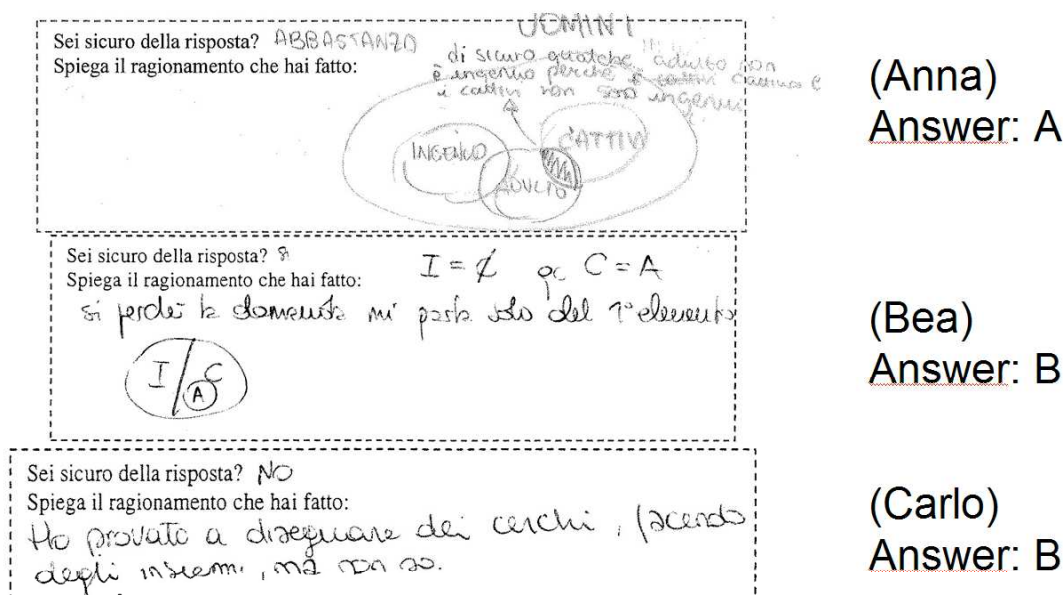 Sei sicuro della risposta? ABBASTANZA
Spiega il ragionamento che hai fatto:
UOMINI
di sicuro qualche adulto non
è ingenuo perché è cattivo e
i cattivi non sono ingenui
INGENUO
CATTIVI
ADULTO
(Anna)
Answer: A
Sei sicuro della risposta? Sì
Spiega il ragionamento che hai fatto:
I = ₵ C = A
si perché la domanda mi parla solo del 1° elemento
I / C
A
(Bea)
Answer: B
Sei sicuro della risposta? NO
Spiega il ragionamento che hai fatto:
Ho provato a disegnare dei cerchi, facendo
degli insiemi, ma non so.
(Carlo)
Answer: B